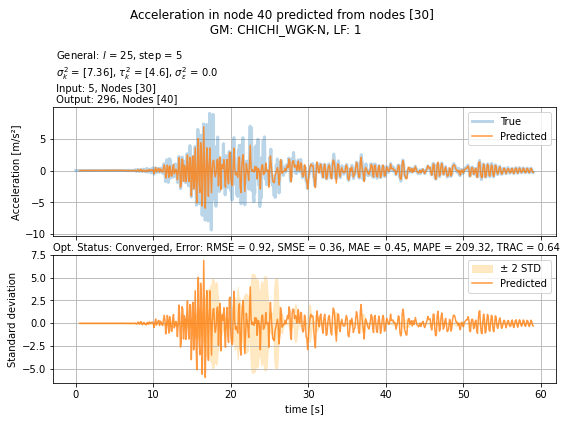 Acceleration in node 40 predicted from nodes [30]
GM: CHICHI_WGK-N, LF: 1
General: l = 25, step = 5
σ²ₖ = [7.36], τ²ₖ = [4.6], σ²ε = 0.0
Input: 5, Nodes [30]
Output: 296, Nodes [40]
Acceleration [m/s²]
5
0
−5
−10
True
Predicted
Opt. Status: Converged, Error: RMSE = 0.92, SMSE = 0.36, MAE = 0.45, MAPE = 209.32, TRAC = 0.64
Standard deviation
7.5
5.0
2.5
0.0
−2.5
−5.0
± 2 STD
Predicted
0 10 20 30 40 50 60
time [s]